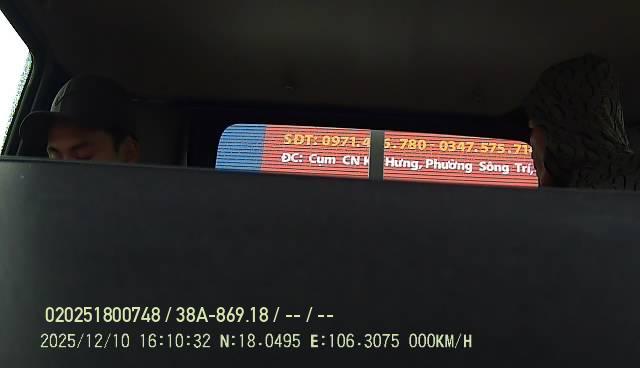 SĐT: 0971.4 5.780 - 0347.575.71
ĐC: Cụm CN K Hưng, Phường Sông Trí,
020251800748 / 38A-869.18 / -- / --
2025/12/10 16:10:32 N:18.0495 E:106.3075 000KM/H